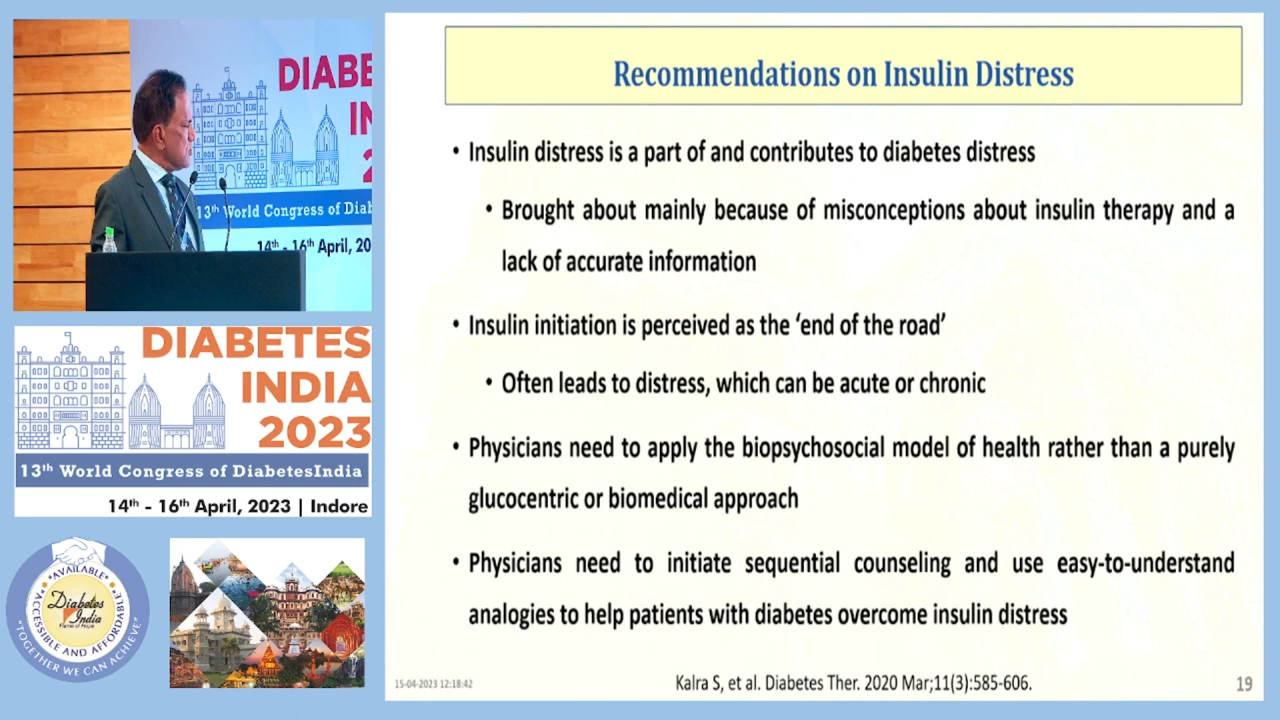 DIABE
IN
2
13th World Congress of Diab
14th - 16th April, 20
DIABETES
INDIA
2023
13th World Congress of DiabetesIndia
14th - 16th April, 2023 | Indore
"AVAILABLE"
"ACCESSIBLE AND AFFORDABLE"
Diabetes
India
"TOGETHER WE CAN ACHIEVE"
Recommendations on Insulin Distress
• Insulin distress is a part of and contributes to diabetes distress
• Brought about mainly because of misconceptions about insulin therapy and a
lack of accurate information
• Insulin initiation is perceived as the ‘end of the road’
• Often leads to distress, which can be acute or chronic
• Physicians need to apply the biopsychosocial model of health rather than a purely
glucocentric or biomedical approach
• Physicians need to initiate sequential counseling and use easy-to-understand
analogies to help patients with diabetes overcome insulin distress
15-04-2023 12:18:42
Kalra S, et al. Diabetes Ther. 2020 Mar;11(3):585-606.
19